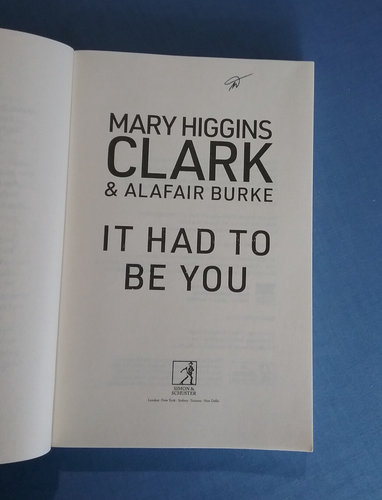 MARY HIGGINS
CLARK
& ALAFAIR BURKE
IT HAD TO
BE YOU
SIMON &
SCHUSTER
London · New York · Sydney · Toronto · New Delhi